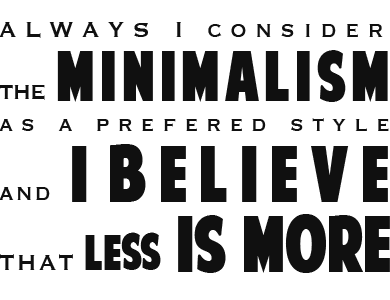 ALWAYS I CONSIDER
THE MINIMALISM
AS A PREFERED STYLE
AND I BELIEVE
THAT LESS IS MORE